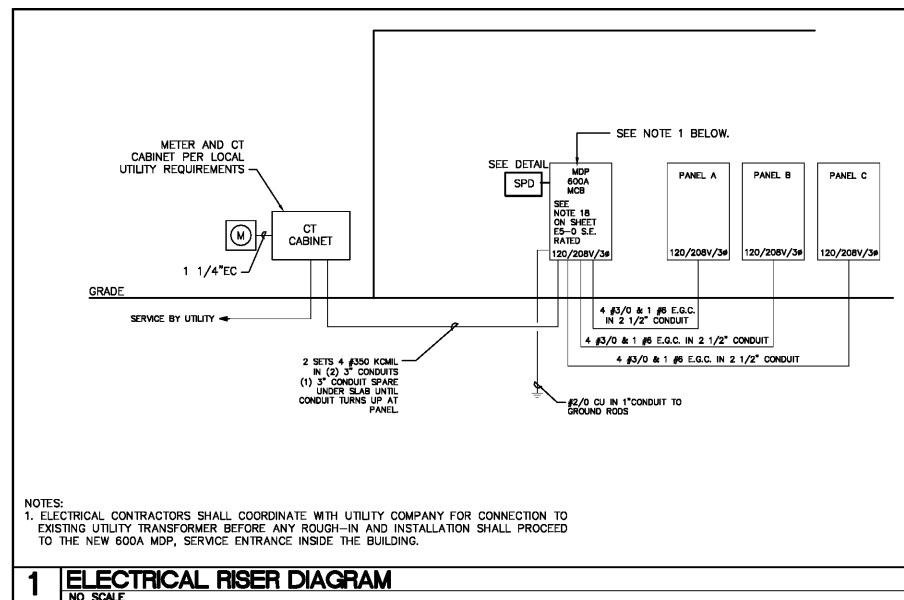 METER AND CT
CABINET PER LOCAL
UTILITY REQUIREMENTS
M
CT
CABINET
1 1/4"EC
GRADE
SERVICE BY UTILITY
2 SETS 4 #350 KCMIL
IN (2) 3" CONDUITS
(1) 3" CONDUIT SPARE
UNDER SLAB UNTIL
CONDUIT TURNS UP AT
PANEL.
SEE NOTE 1 BELOW.
SEE DETAIL
SPD
MDP
600A
MCB
SEE
NOTE 18
ON SHEET
E5-0 S.E.
RATED
120/208V/3ø
PANEL A
120/208V/3ø
PANEL B
120/208V/3ø
PANEL C
120/208V/3ø
4 #3/0 & 1 #6 E.G.C.
IN 2 1/2" CONDUIT
4 #3/0 & 1 #6 E.G.C. IN 2 1/2" CONDUIT
4 #3/0 & 1 #6 E.G.C. IN 2 1/2" CONDUIT
#2/0 CU IN 1"CONDUIT TO
GROUND RODS
NOTES:
1. ELECTRICAL CONTRACTORS SHALL COORDINATE WITH UTILITY COMPANY FOR CONNECTION TO
EXISTING UTILITY TRANSFORMER BEFORE ANY ROUGH-IN AND INSTALLATION SHALL PROCEED
TO THE NEW 600A MDP, SERVICE ENTRANCE INSIDE THE BUILDING.
1 ELECTRICAL RISER DIAGRAM
NO SCALE